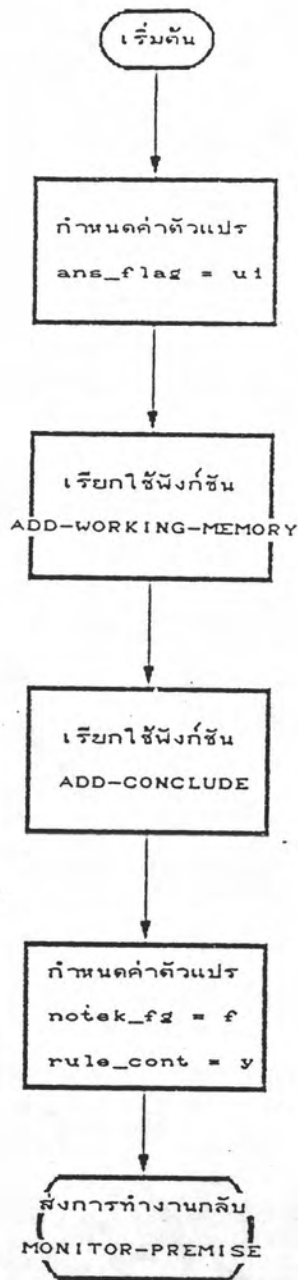 เริ่มต้น
กำหนดค่าตัวแปร
ans_flag = u1
เรียกใช้ฟังก์ชัน
ADD-WORKING-MEMORY
เรียกใช้ฟังก์ชัน
ADD-CONCLUDE
กำหนดค่าตัวแปร
notek_fg = f
rule_cont = y
ส่งการทำงานกลับ
MONITOR-PREMISE